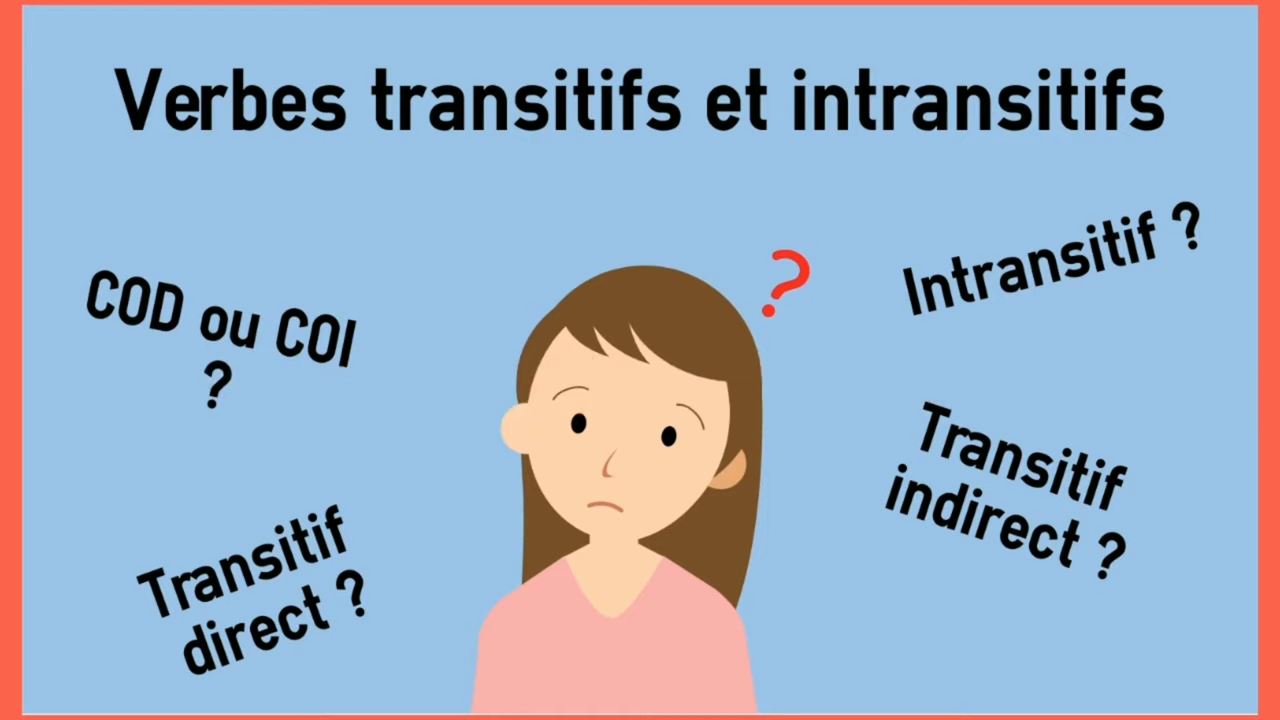 Verbes transitifs et intransitifs
COD ou COI
?
Intransitif ?
Transitif
direct ?
Transitif
indirect ?
?